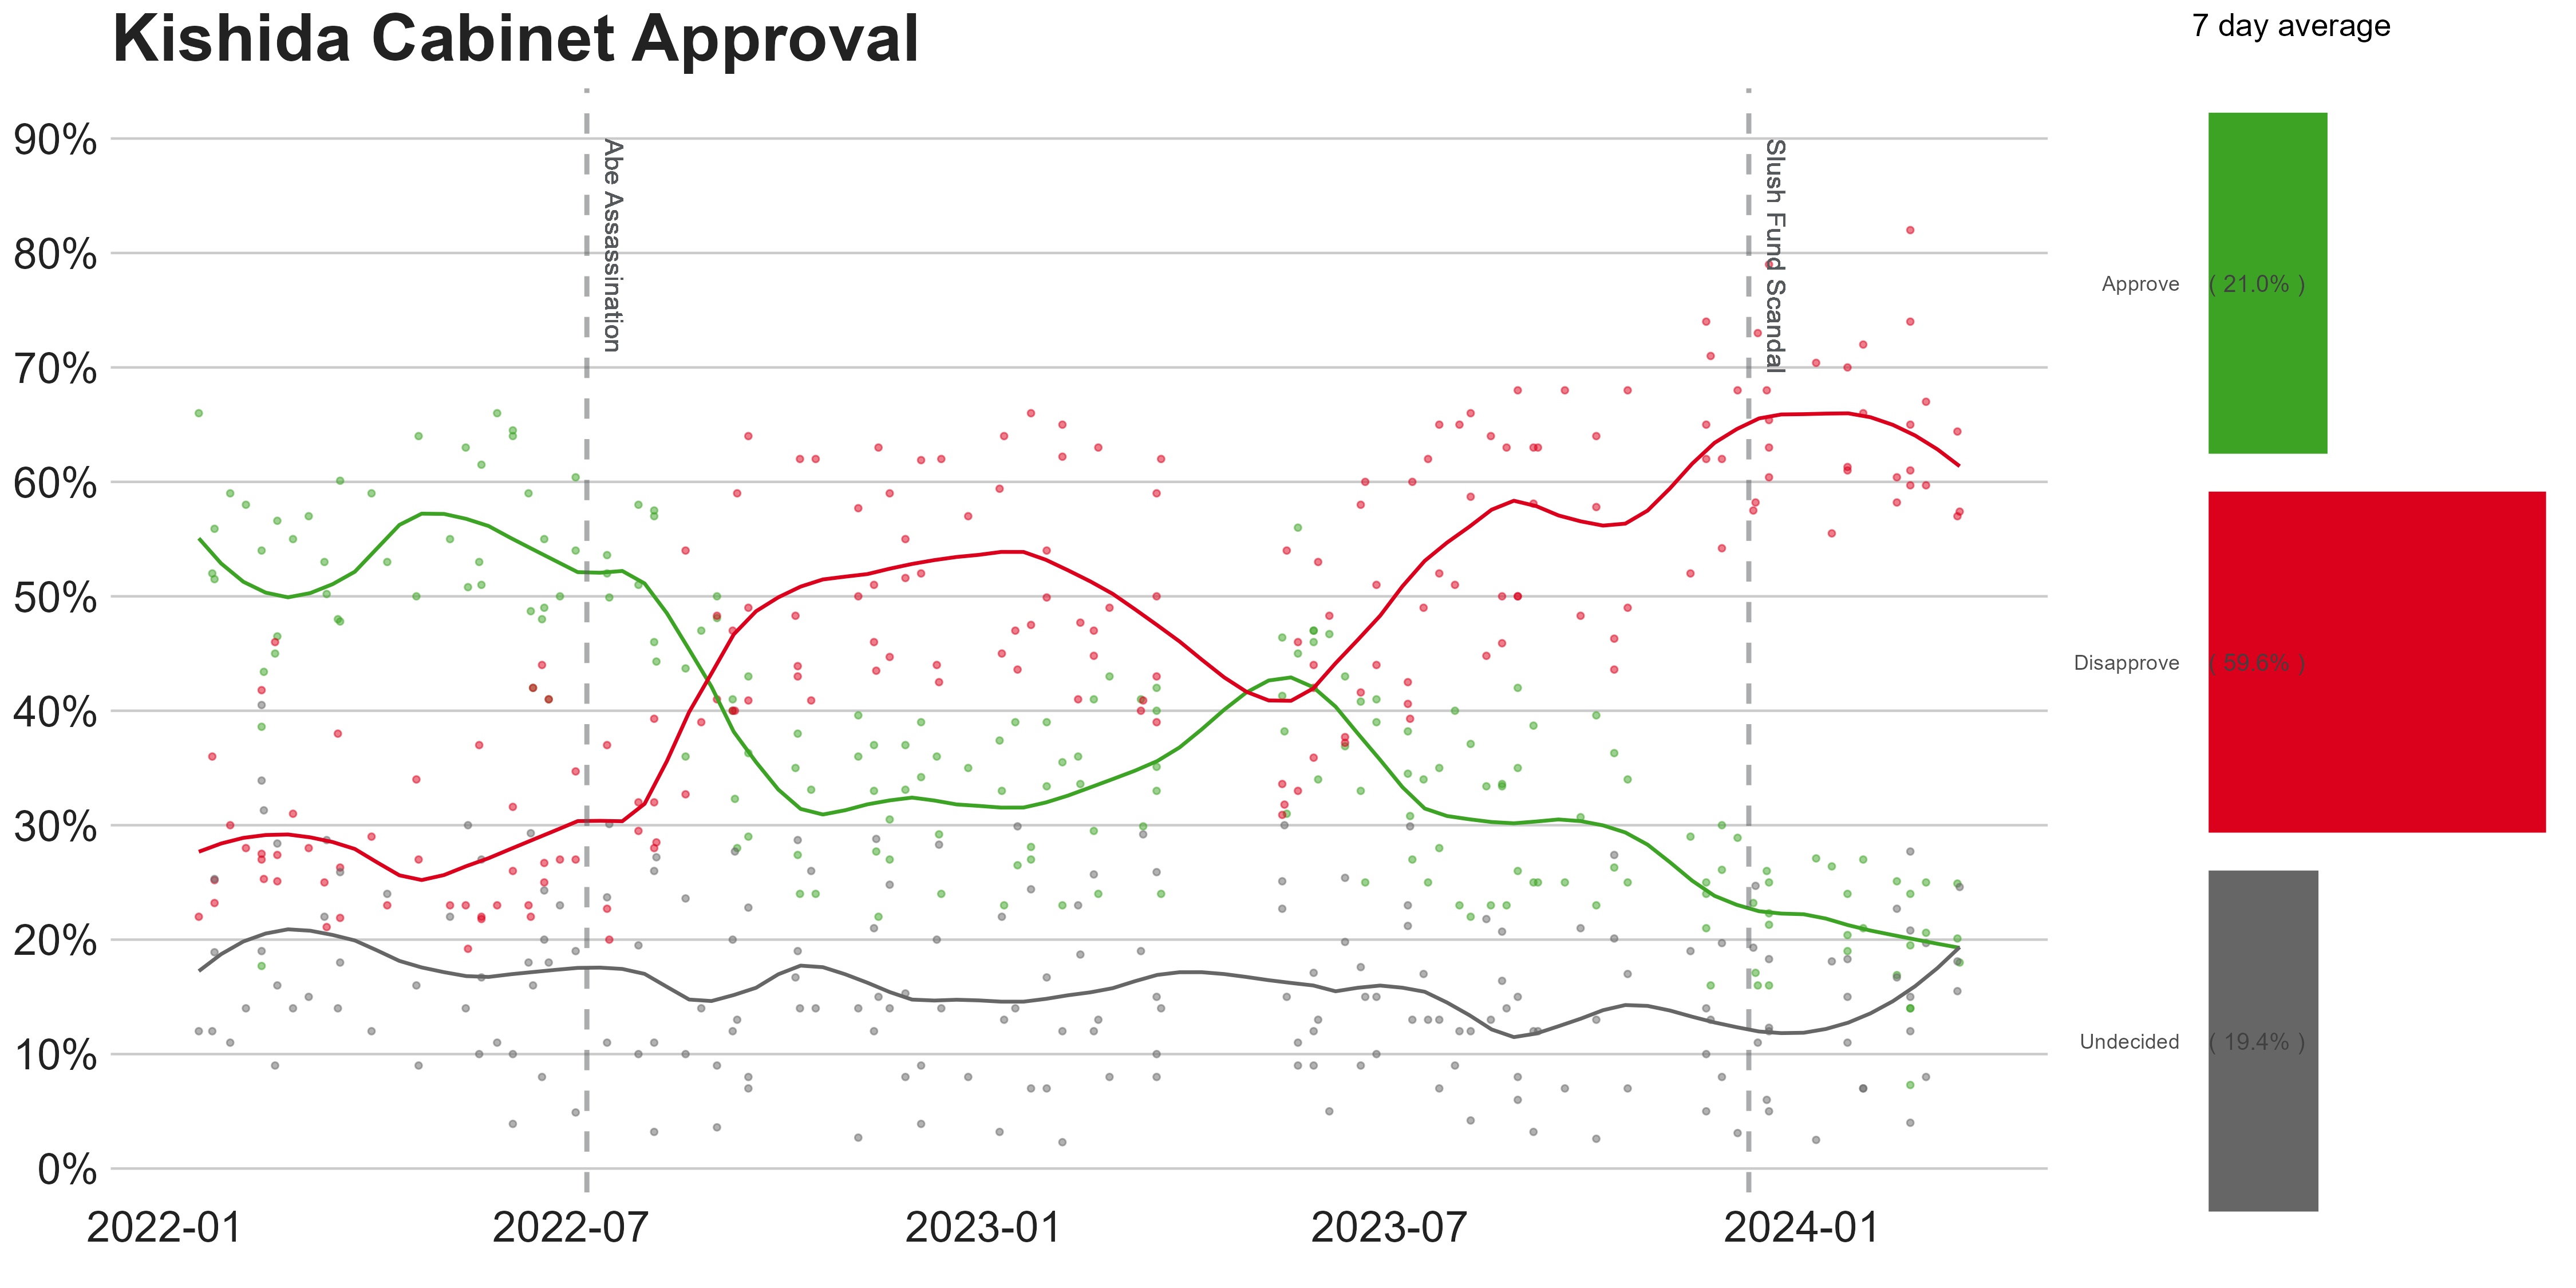 Kishida Cabinet Approval
7 day average
90%
80%
70%
60%
50%
40%
30%
20%
10%
0%
Abe Assassination
Slush Fund Scandal
2022-01
2022-07
2023-01
2023-07
2024-01
Approve
( 21.0% )
Disapprove
( 59.6% )
Undecided
( 19.4% )